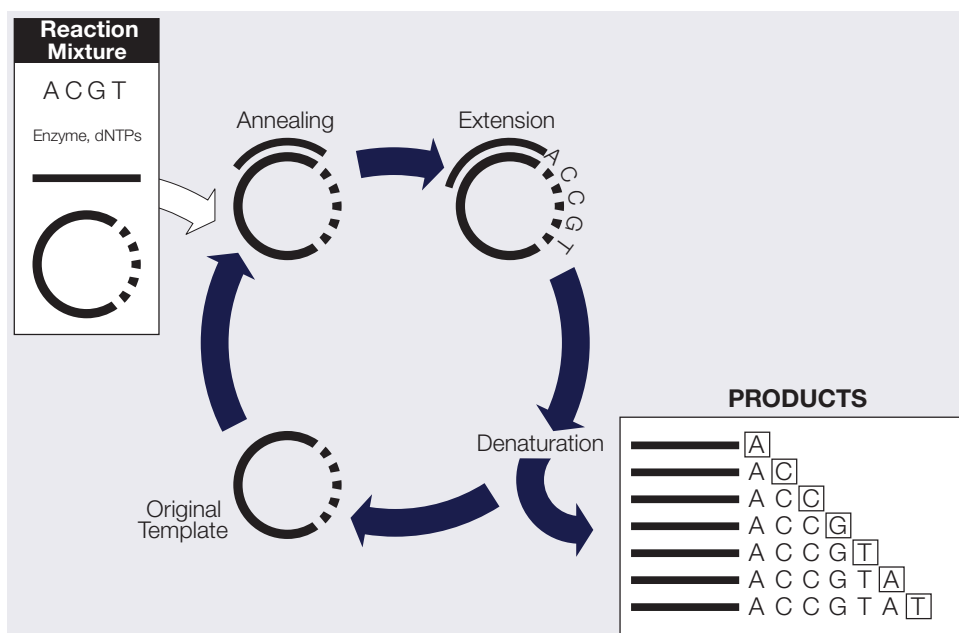 Reaction
Mixture
A C G T
Enzyme, dNTPs
Annealing
Extension
A
C
C
G
T
Denaturation
Original
Template
PRODUCTS
A
A C
A C C
A C C G
A C C G T
A C C G T A
A C C G T A T